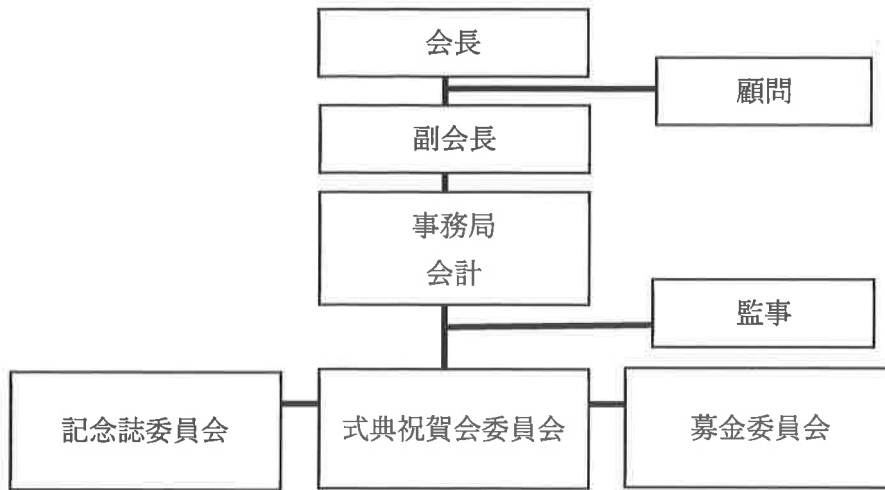 会長
顧問
副会長
事務局
会計
監事
記念誌委員会
式典祝賀会委員会
募金委員会